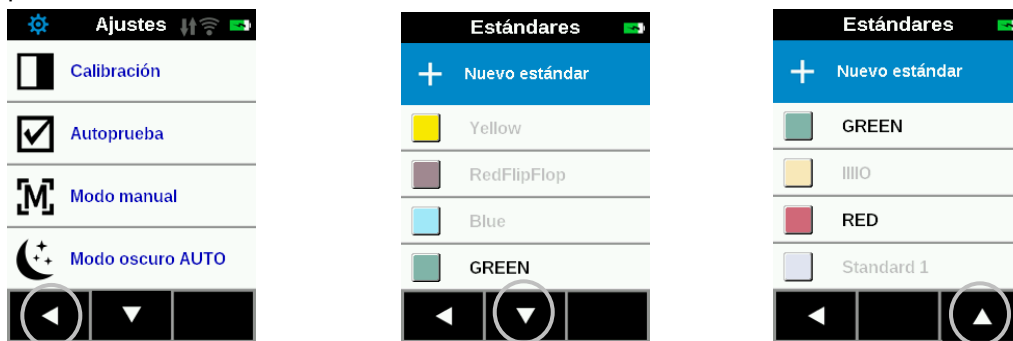 Ajustes
Calibración
Autoprueba
M
Modo manual
Modo oscuro AUTO
Estándares
Nuevo estándar
Yellow
RedFlipFlop
Blue
GREEN
Estándares
Nuevo estándar
GREEN
IIIIO
RED
Standard 1